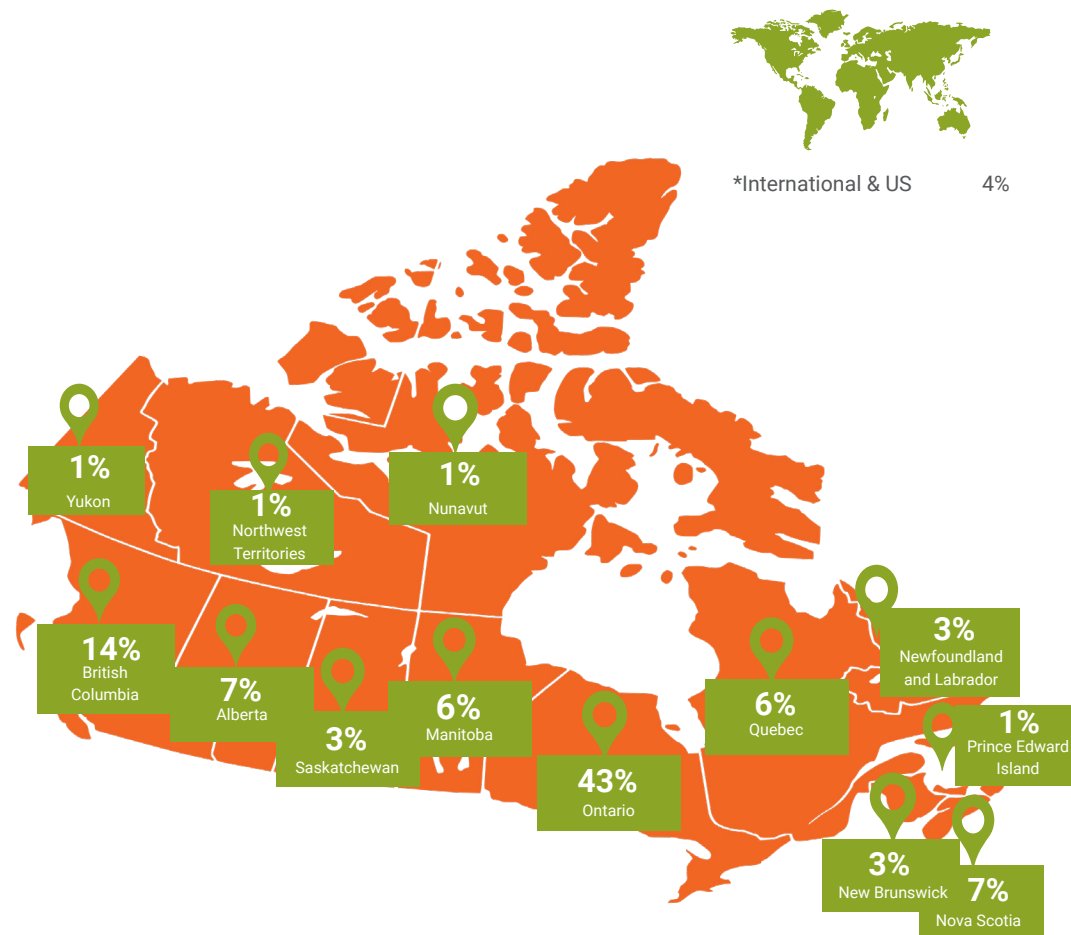 *International & US 4%
1%
Yukon
1%
Northwest
Territories
1%
Nunavut
14%
British
Columbia
7%
Alberta
3%
Saskatchewan
6%
Manitoba
43%
Ontario
6%
Quebec
3%
Newfoundland
and Labrador
1%
Prince Edward
Island
3%
New Brunswick
7%
Nova Scotia